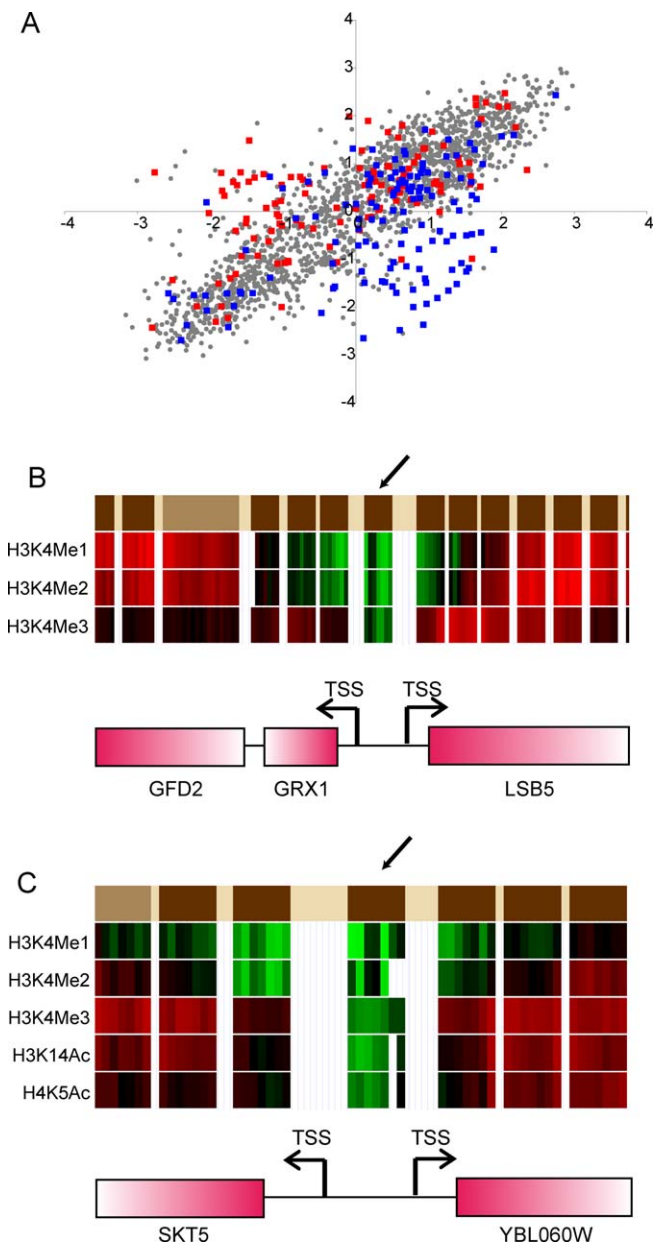 A
4
3
2
1
0
-4 -3 -2 -1 0 1 2 3 4
-1
-2
-3
-4
B
H3K4Me1
H3K4Me2
H3K4Me3
TSS TSS
GFD2 GRX1 LSB5
C
H3K4Me1
H3K4Me2
H3K4Me3
H3K14Ac
H4K5Ac
TSS TSS
SKT5 YBL060W